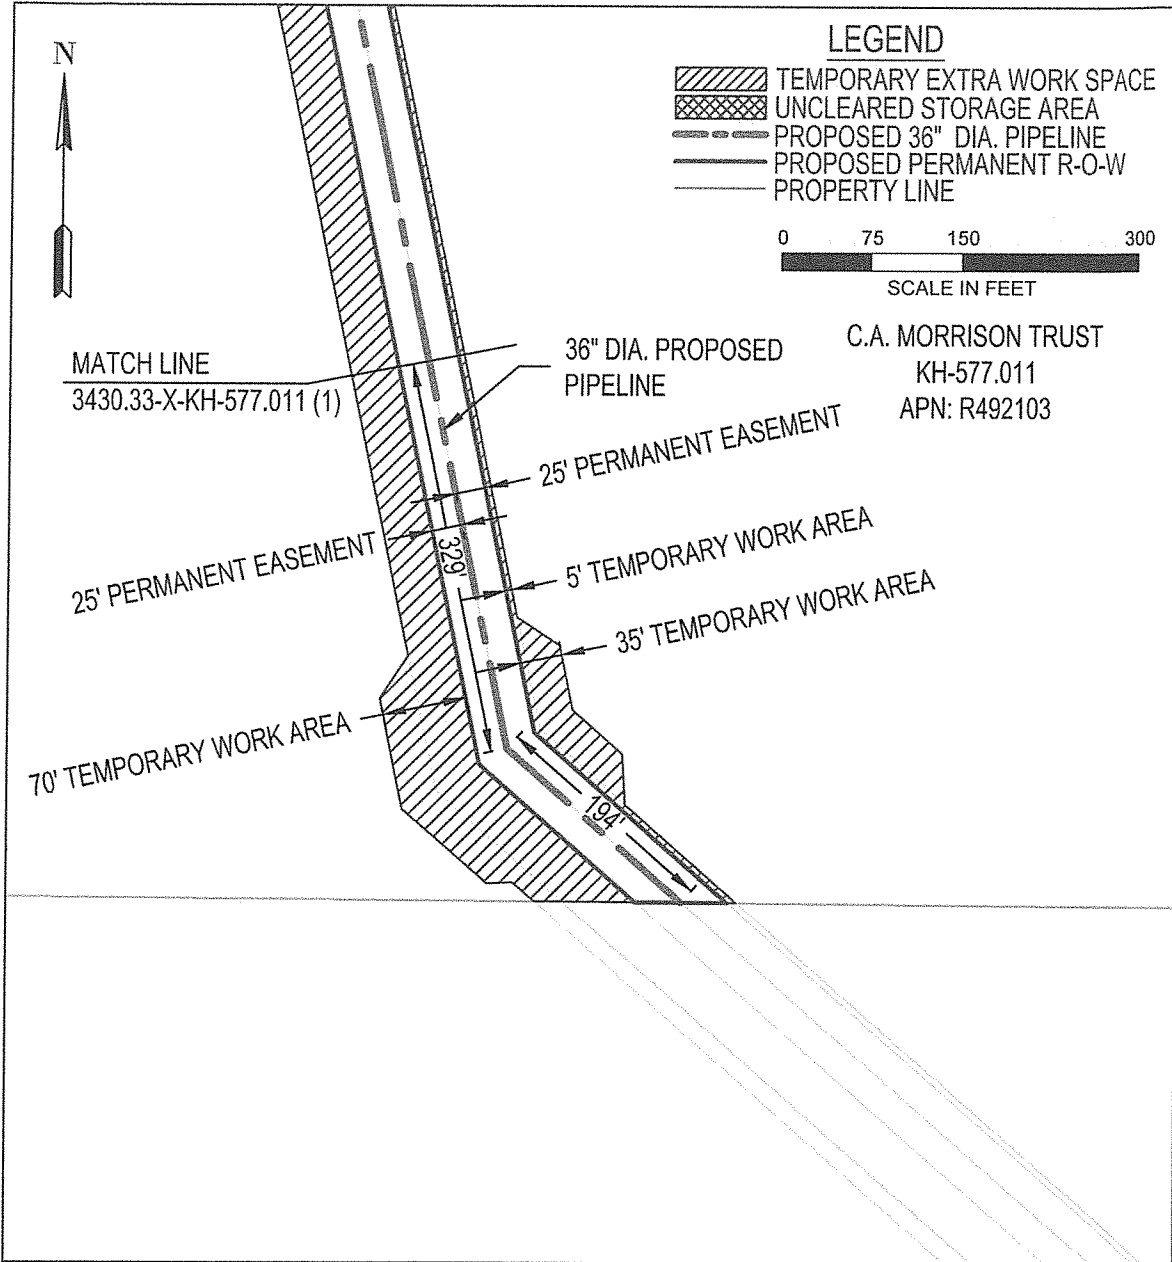 N
LEGEND
TEMPORARY EXTRA WORK SPACE
UNCLEARED STORAGE AREA
PROPOSED 36" DIA. PIPELINE
PROPOSED PERMANENT R-O-W
PROPERTY LINE
0 75 150 300
SCALE IN FEET
C.A. MORRISON TRUST
KH-577.011
APN: R492103
MATCH LINE
3430.33-X-KH-577.011 (1)
36" DIA. PROPOSED
PIPELINE
25' PERMANENT EASEMENT
25' PERMANENT EASEMENT
329'
5' TEMPORARY WORK AREA
35' TEMPORARY WORK AREA
70' TEMPORARY WORK AREA
194'